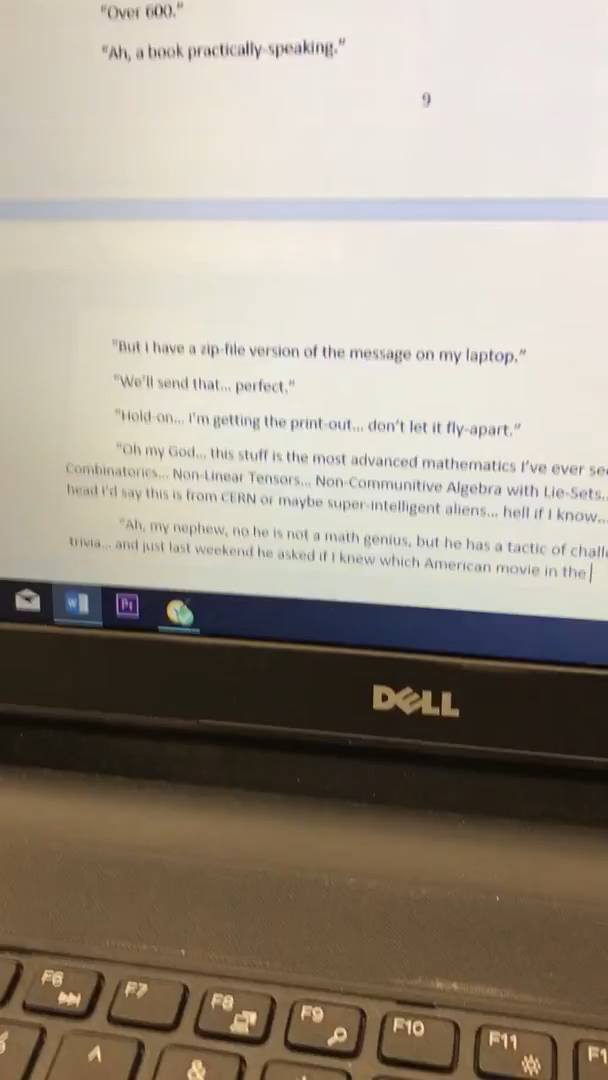 "Over 600."
"Ah, a book practically-speaking."
9
"But I have a zip-file version of the message on my laptop."
"We'll send that... perfect."
"Hold-on... I'm getting the print-out... don't let it fly-apart."
"Oh my God... this stuff is the most advanced mathematics I've ever see
Combinatorics... Non-Linear Tensors... Non-Communitive Algebra with Lie-Sets...
head I'd say this is from CERN or maybe super-intelligent aliens... hell if I know...
"Ah, my nephew, no he is not a math genius, but he has a tactic of challe
trivia... and just last weekend he asked if I knew which American movie in the
W Pr
DELL
F6 F7 F8 F9 F10 F11 F1
^ &